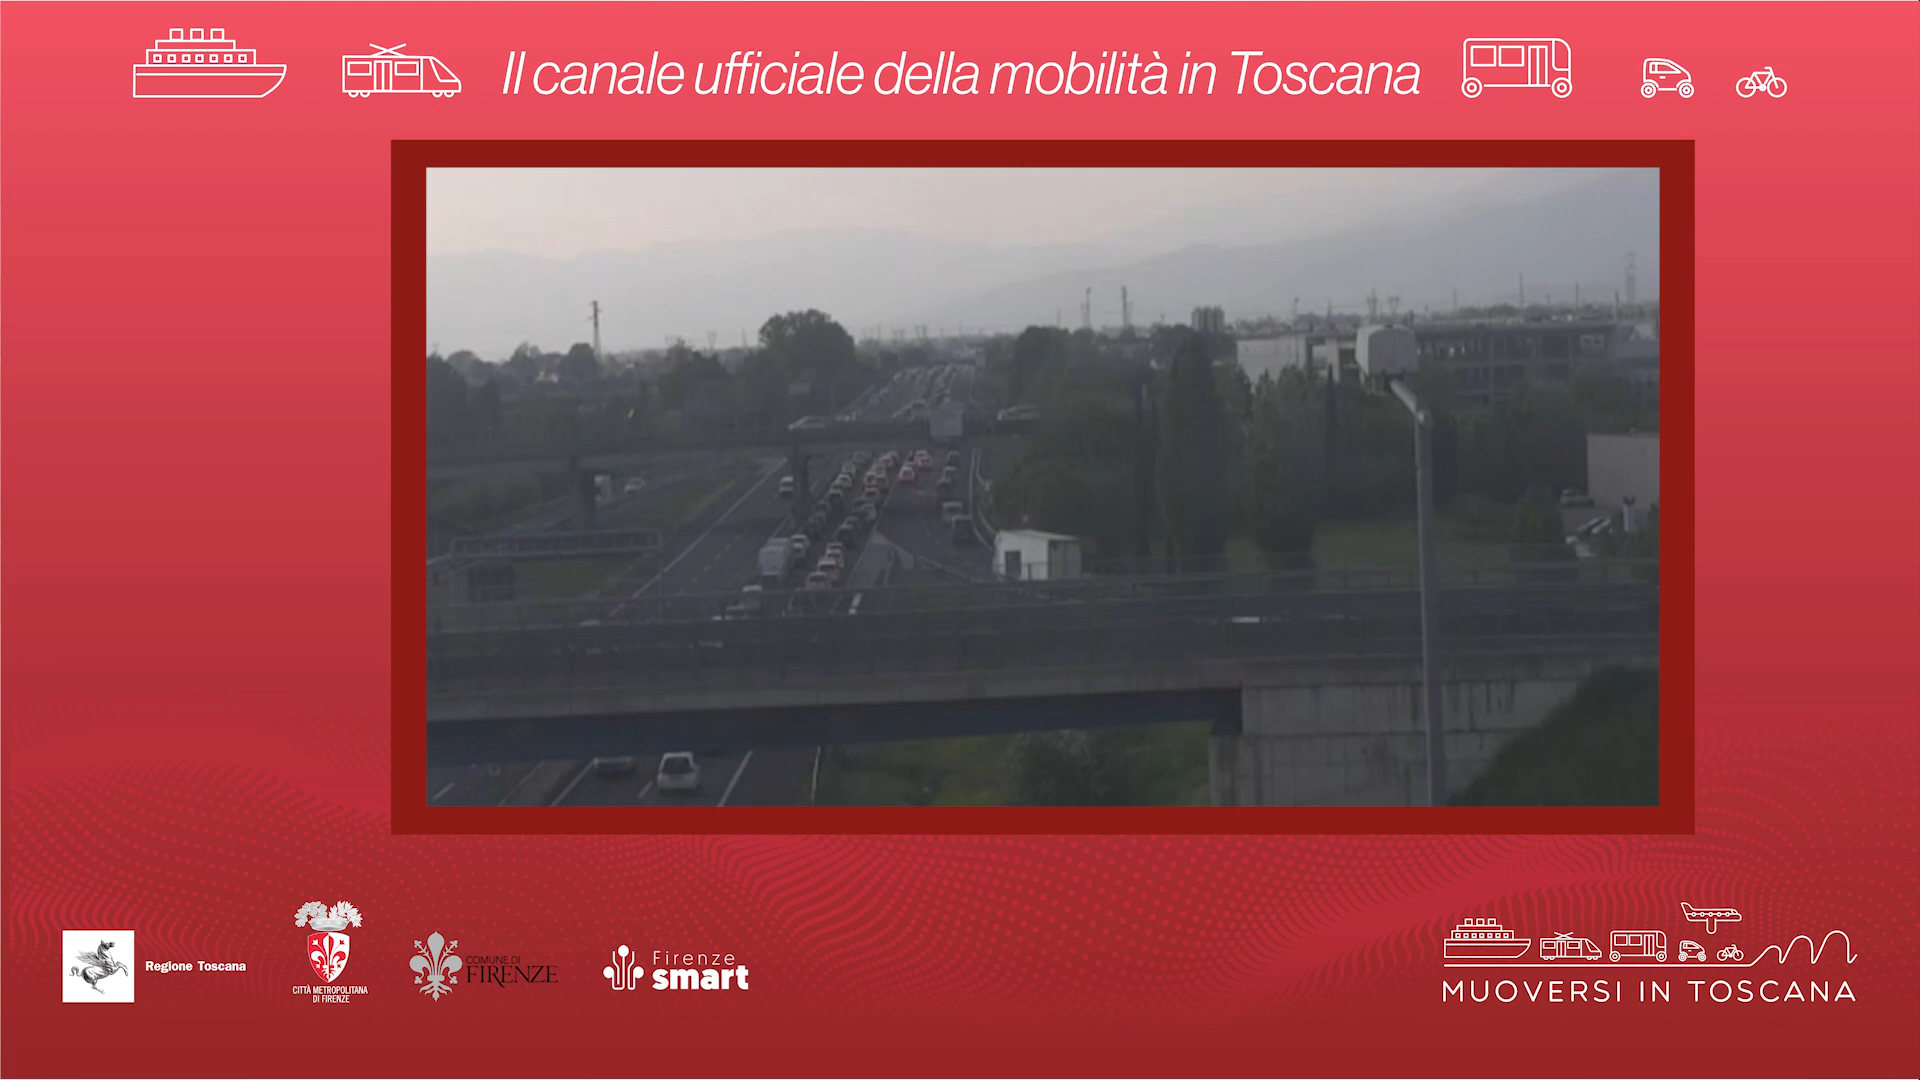 Il canale ufficiale della mobilità in Toscana
Regione Toscana
CITTÀ METROPOLITANA
DI FIRENZE
COMUNE DI
FIRENZE
Firenze
smart
MUOVERSI IN TOSCANA